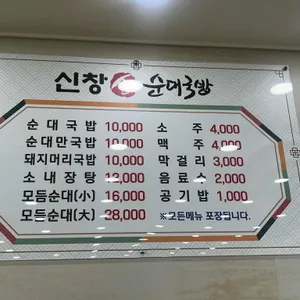 신창 순대국밥
순대국밥 10,000 소주 4,000
순대만국밥 10,000 맥주 4,000
돼지머리국밥 10,000 막걸리 3,000
소내장탕 12,000 음료수 2,000
모듬순대(小) 16,000 공기밥 1,000
모듬순대(大) 28,000 ※모든메뉴 포장됩니다.